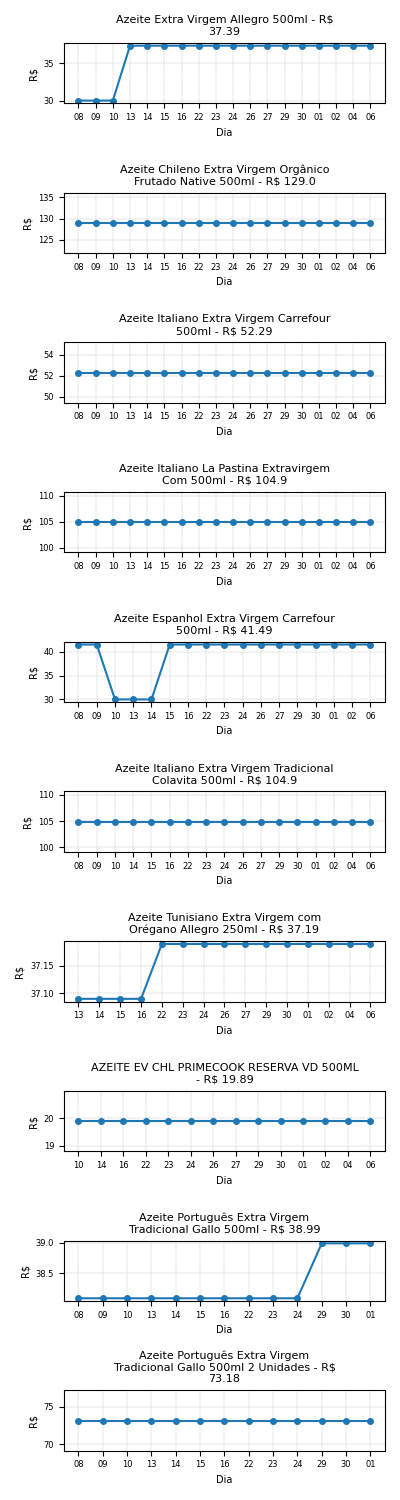 Azeite Extra Virgem Allegro 500ml - R$
37.39
35
30
R$
08 09 10 13 14 15 16 22 23 24 26 27 29 30 01 02 04 06
Dia
Azeite Chileno Extra Virgem Orgânico
Frutado Native 500ml - R$ 129.0
135
130
125
R$
08 09 10 13 14 15 16 22 23 24 26 27 29 30 01 02 04 06
Dia
Azeite Italiano Extra Virgem Carrefour
500ml - R$ 52.29
54
52
50
R$
08 09 10 13 14 15 16 22 23 24 26 27 29 30 01 02 04 06
Dia
Azeite Italiano La Pastina Extravirgem
Com 500ml - R$ 104.9
110
105
100
R$
08 09 10 13 14 15 16 22 23 24 26 27 29 30 01 02 04 06
Dia
Azeite Espanhol Extra Virgem Carrefour
500ml - R$ 41.49
40
35
30
R$
08 09 10 13 14 15 16 22 23 24 26 27 29 30 01 02 06
Dia
Azeite Italiano Extra Virgem Tradicional
Colavita 500ml - R$ 104.9
110
105
100
R$
08 09 10 14 15 16 22 23 24 26 27 29 30 01 02 04 06
Dia
Azeite Tunisiano Extra Virgem com
Orégano Allegro 250ml - R$ 37.19
37.15
37.10
R$
13 14 15 16 22 23 24 26 27 29 30 01 02 04 06
Dia
AZEITE EV CHL PRIMECOOK RESERVA VD 500ML
- R$ 19.89
20
19
R$
10 14 16 22 23 24 26 27 29 30 01 02 04 06
Dia
Azeite Português Extra Virgem
Tradicional Gallo 500ml - R$ 38.99
39.0
38.5
R$
08 09 10 13 14 15 16 22 23 24 29 30 01
Dia
Azeite Português Extra Virgem
Tradicional Gallo 500ml 2 Unidades - R$
73.18
75
70
R$
08 09 10 13 14 15 16 22 23 24 29 30 01
Dia